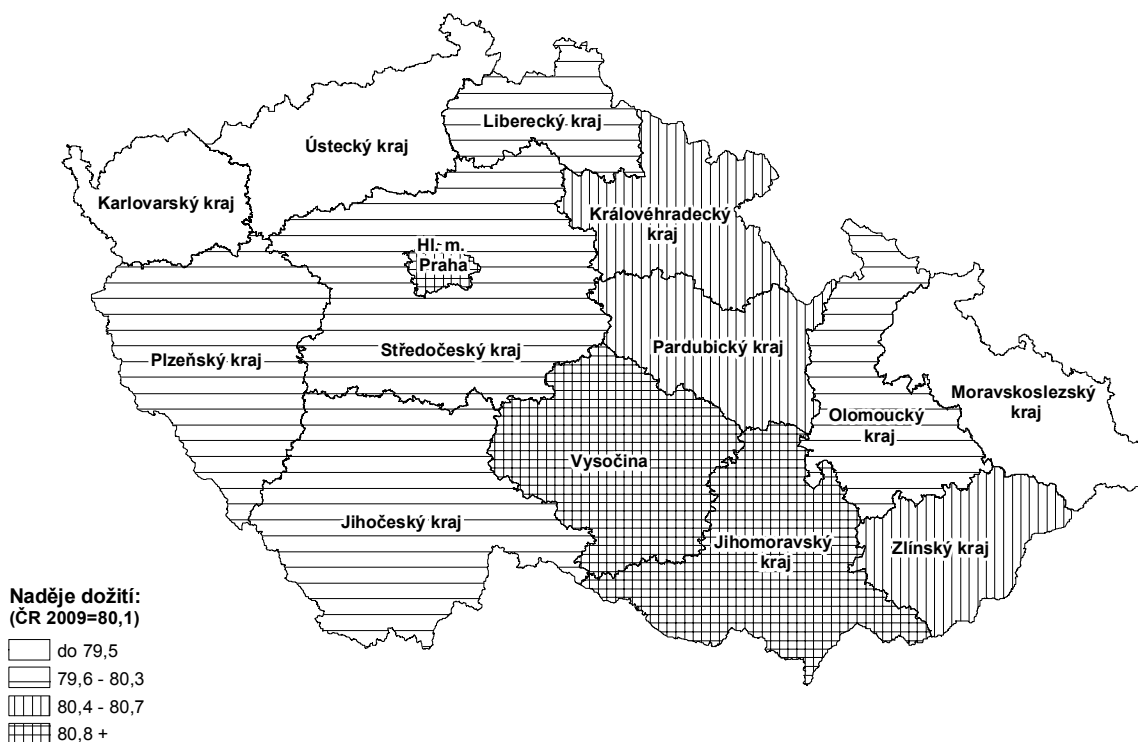 Liberecký kraj
Ústecký kraj
Karlovarský kraj
Královéhradecký
kraj
Hl. m.
Praha
Plzeňský kraj
Středočeský kraj
Pardubický kraj
Moravskoslezský
kraj
Olomoucký
kraj
Vysočina
Jihočeský kraj
Jihomoravský
kraj
Zlínský kraj
Naděje dožití:
(ČR 2009=80,1)
do 79,5
79,6 - 80,3
80,4 - 80,7
80,8 +